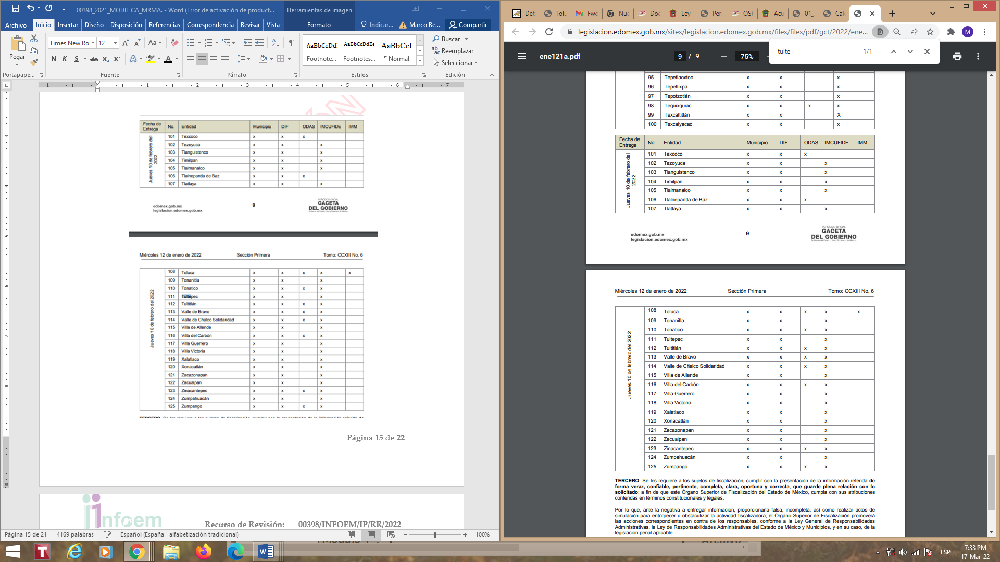 00398_2021_MODIFICA_MRMA. - Word (Error de activación de product...
Herramientas de imagen
Archivo
Inicio
Insertar
Diseño
Disposición
Referencias
Correspondencia
Revisar
Vista
Formato
Indicar...
Marco Be...
Compartir
Pegar
Times New Ro
12
Aa
N K S abc x₂ x²
AaBbCcDd
AaBbCcDdEe
AaBbCcI
Footnote...
Footnotes...
¶ Normal
Buscar
Reemplazar
Seleccionar
Portapape...
Fuente
Párrafo
Estilos
Edición
Fecha de Entrega No. Entidad Municipio DIF ODAS IMCUFIDE IMM
Jueves 10 de febrero del 2022
101 Texcoco x x x
102 Tezoyuca x x x
103 Tianguistenco x x x
104 Timilpan x x x
105 Tlalmanalco x x x
106 Tlalnepantla de Baz x x x
107 Tlatlaya x x x
edomex.gob.mx
legislacion.edomex.gob.mx
9
PERIÓDICO OFICIAL
GACETA
DEL GOBIERNO
Miércoles 12 de enero de 2022 Sección Primera Tomo: CCXIII No. 6
Jueves 10 de febrero del 2022
108 Toluca x x x x x
109 Tonanitla x x x
110 Tonatico x x x x
111 Tultepec x x x
112 Tultitlán x x x x
113 Valle de Bravo x x x x
114 Valle de Chalco Solidaridad x x x x
115 Villa de Allende x x x
116 Villa del Carbón x x x x
117 Villa Guerrero x x x
118 Villa Victoria x x x
119 Xalatlaco x x x
120 Xonacatlán x x x
121 Zacazonapan x x x
122 Zacualpan x x x
123 Zinacantepec x x x x
124 Zumpahuacán x x x
125 Zumpango x x x x
Página 15 de 22
infoem
Recurso de Revisión: 00398/INFOEM/IP/RR/2022
Página 15 de 21
4169 palabras
Español (España - alfabetización tradicional)
100%
Det
Tolu
Fwd
Nue
Doc
Ley
Peri
OSF
Acu
01_
Cale
legislacion.edomex.gob.mx/sites/legislacion.edomex.gob.mx/files/files/pdf/gct/2022/ene...
M
ene121a.pdf
9 / 9
75%
tulte
1/1
95 Tepetlaoxtoc x x x
96 Tepetlixpa x x x
97 Tepotzotlán x x x
98 Tequixquiac x x x x
99 Texcaltitlán x x X
100 Texcalyacac x x x
Fecha de Entrega No. Entidad Municipio DIF ODAS IMCUFIDE IMM
Jueves 10 de febrero del 2022
101 Texcoco x x x
102 Tezoyuca x x x
103 Tianguistenco x x x
104 Timilpan x x x
105 Tlalmanalco x x x
106 Tlalnepantla de Baz x x x
107 Tlatlaya x x x
edomex.gob.mx
legislacion.edomex.gob.mx
9
PERIÓDICO OFICIAL
GACETA
DEL GOBIERNO
Miércoles 12 de enero de 2022 Sección Primera Tomo: CCXIII No. 6
Jueves 10 de febrero del 2022
108 Toluca x x x x x
109 Tonanitla x x x
110 Tonatico x x x x
111 Tultepec x x x
112 Tultitlán x x x x
113 Valle de Bravo x x x x
114 Valle de Chalco Solidaridad x x x x
115 Villa de Allende x x x
116 Villa del Carbón x x x x
117 Villa Guerrero x x x
118 Villa Victoria x x x
119 Xalatlaco x x x
120 Xonacatlán x x x
121 Zacazonapan x x x
122 Zacualpan x x x
123 Zinacantepec x x x x
124 Zumpahuacán x x x
125 Zumpango x x x x
TERCERO. Se les requiere a los sujetos de fiscalización, cumplir con la presentación de la información referida de
forma veraz, confiable, pertinente, completa, clara, oportuna y correcta, que guarde plena relación con lo
solicitado; a fin de que este Órgano Superior de Fiscalización del Estado de México, cumpla con sus atribuciones
conferidas en términos constitucionales y legales.
Por lo que, ante la negativa a entregar información, proporcionarla falsa, incompleta, así como realizar actos de
simulación para entorpecer u obstaculizar la actividad fiscalizadora; el Órgano Superior de Fiscalización promoverá
las acciones correspondientes en contra de los responsables, conforme a la Ley General de Responsabilidades
Administrativas, la Ley de Responsabilidades Administrativas del Estado de México y Municipios, y en su caso, de la
legislación penal aplicable.
ESP
7:33 PM
17-Mar-22